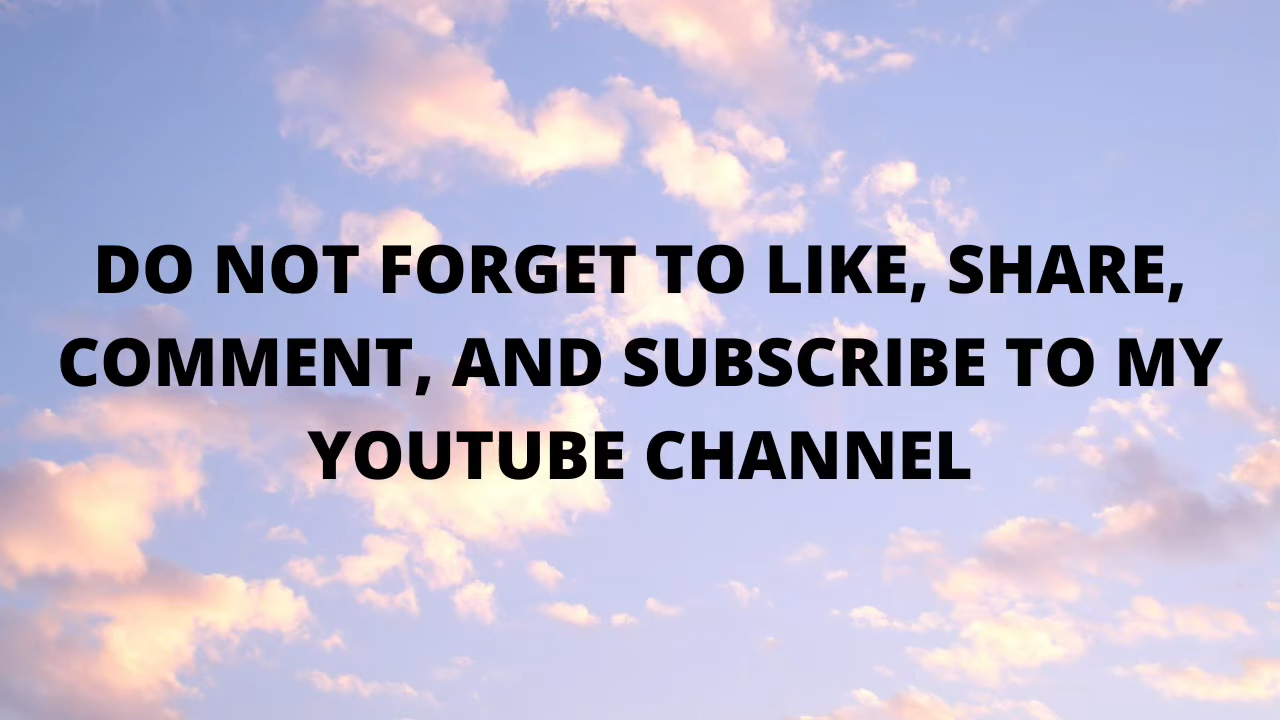 DO NOT FORGET TO LIKE, SHARE,
COMMENT, AND SUBSCRIBE TO MY
YOUTUBE CHANNEL